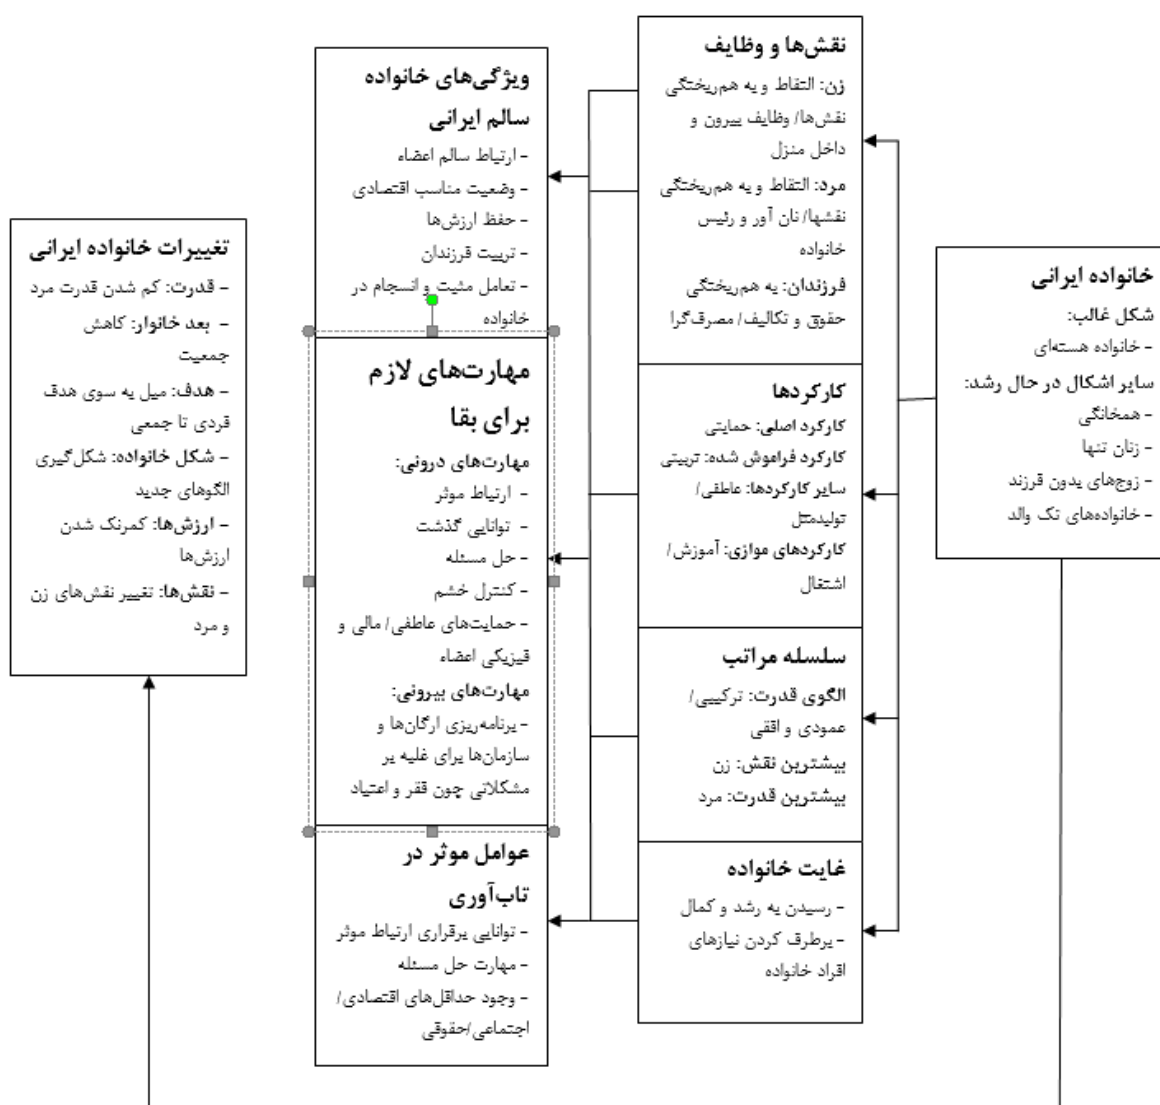 خانواده ایرانی
شکل غالب:
- خانواده هسته‌ای
سایر اشکال در حال رشد:
- همخانگی
- زنان تنها
- زوج‌های بدون فرزند
- خانواده‌های تک والد
نقش‌ها و وظایف
زن: التقاط و به هم‌ریختگی
نقش‌ها/ وظایف بیرون و
داخل منزل
مرد: التقاط و به هم‌ریختگی
نقشها/ نان آور و رئیس
خانواده
فرزندان: به هم‌ریختگی
حقوق و تکالیف/ مصرف‌گرا
کارکردها
کارکرد اصلی: حمایتی
کارکرد فراموش شده: تربیتی
سایر کارکردها: عاطفی/
تولیدمثل
کارکردهای موازی: آموزش/
اشتغال
سلسله مراتب
الگوی قدرت: ترکیبی/
عمودی و افقی
بیشترین نقش: زن
بیشترین قدرت: مرد
غایت خانواده
- رسیدن به رشد و کمال
- برطرف کردن نیازهای
افراد خانواده
ویژگی‌های خانواده
سالم ایرانی
- ارتباط سالم اعضاء
- وضعیت مناسب اقتصادی
- حفظ ارزش‌ها
- تربیت فرزندان
- تعامل مثبت و انسجام در
خانواده
مهارت‌های لازم
برای بقا
مهارت‌های درونی:
- ارتباط موثر
- توانایی گذشت
- حل مسئله
- کنترل خشم
- حمایت‌های عاطفی/ مالی و
فیزیکی اعضاء
مهارت‌های بیرونی:
- برنامه‌ریزی ارگان‌ها و
سازمان‌ها برای غلبه بر
مشکلاتی چون فقر و اعتیاد
عوامل موثر در
تاب‌آوری
- توانایی برقراری ارتباط موثر
- مهارت حل مسئله
- وجود حداقل‌های اقتصادی/
اجتماعی/حقوقی
تغییرات خانواده ایرانی
- قدرت: کم شدن قدرت مرد
- بعد خانوار: کاهش
جمعیت
- هدف: میل به سوی هدف
فردی تا جمعی
- شکل خانواده: شکل‌گیری
الگوهای جدید
- ارزش‌ها: کمرنک شدن
ارزش‌ها
- نقش‌ها: تغییر نقش‌های زن
و مرد